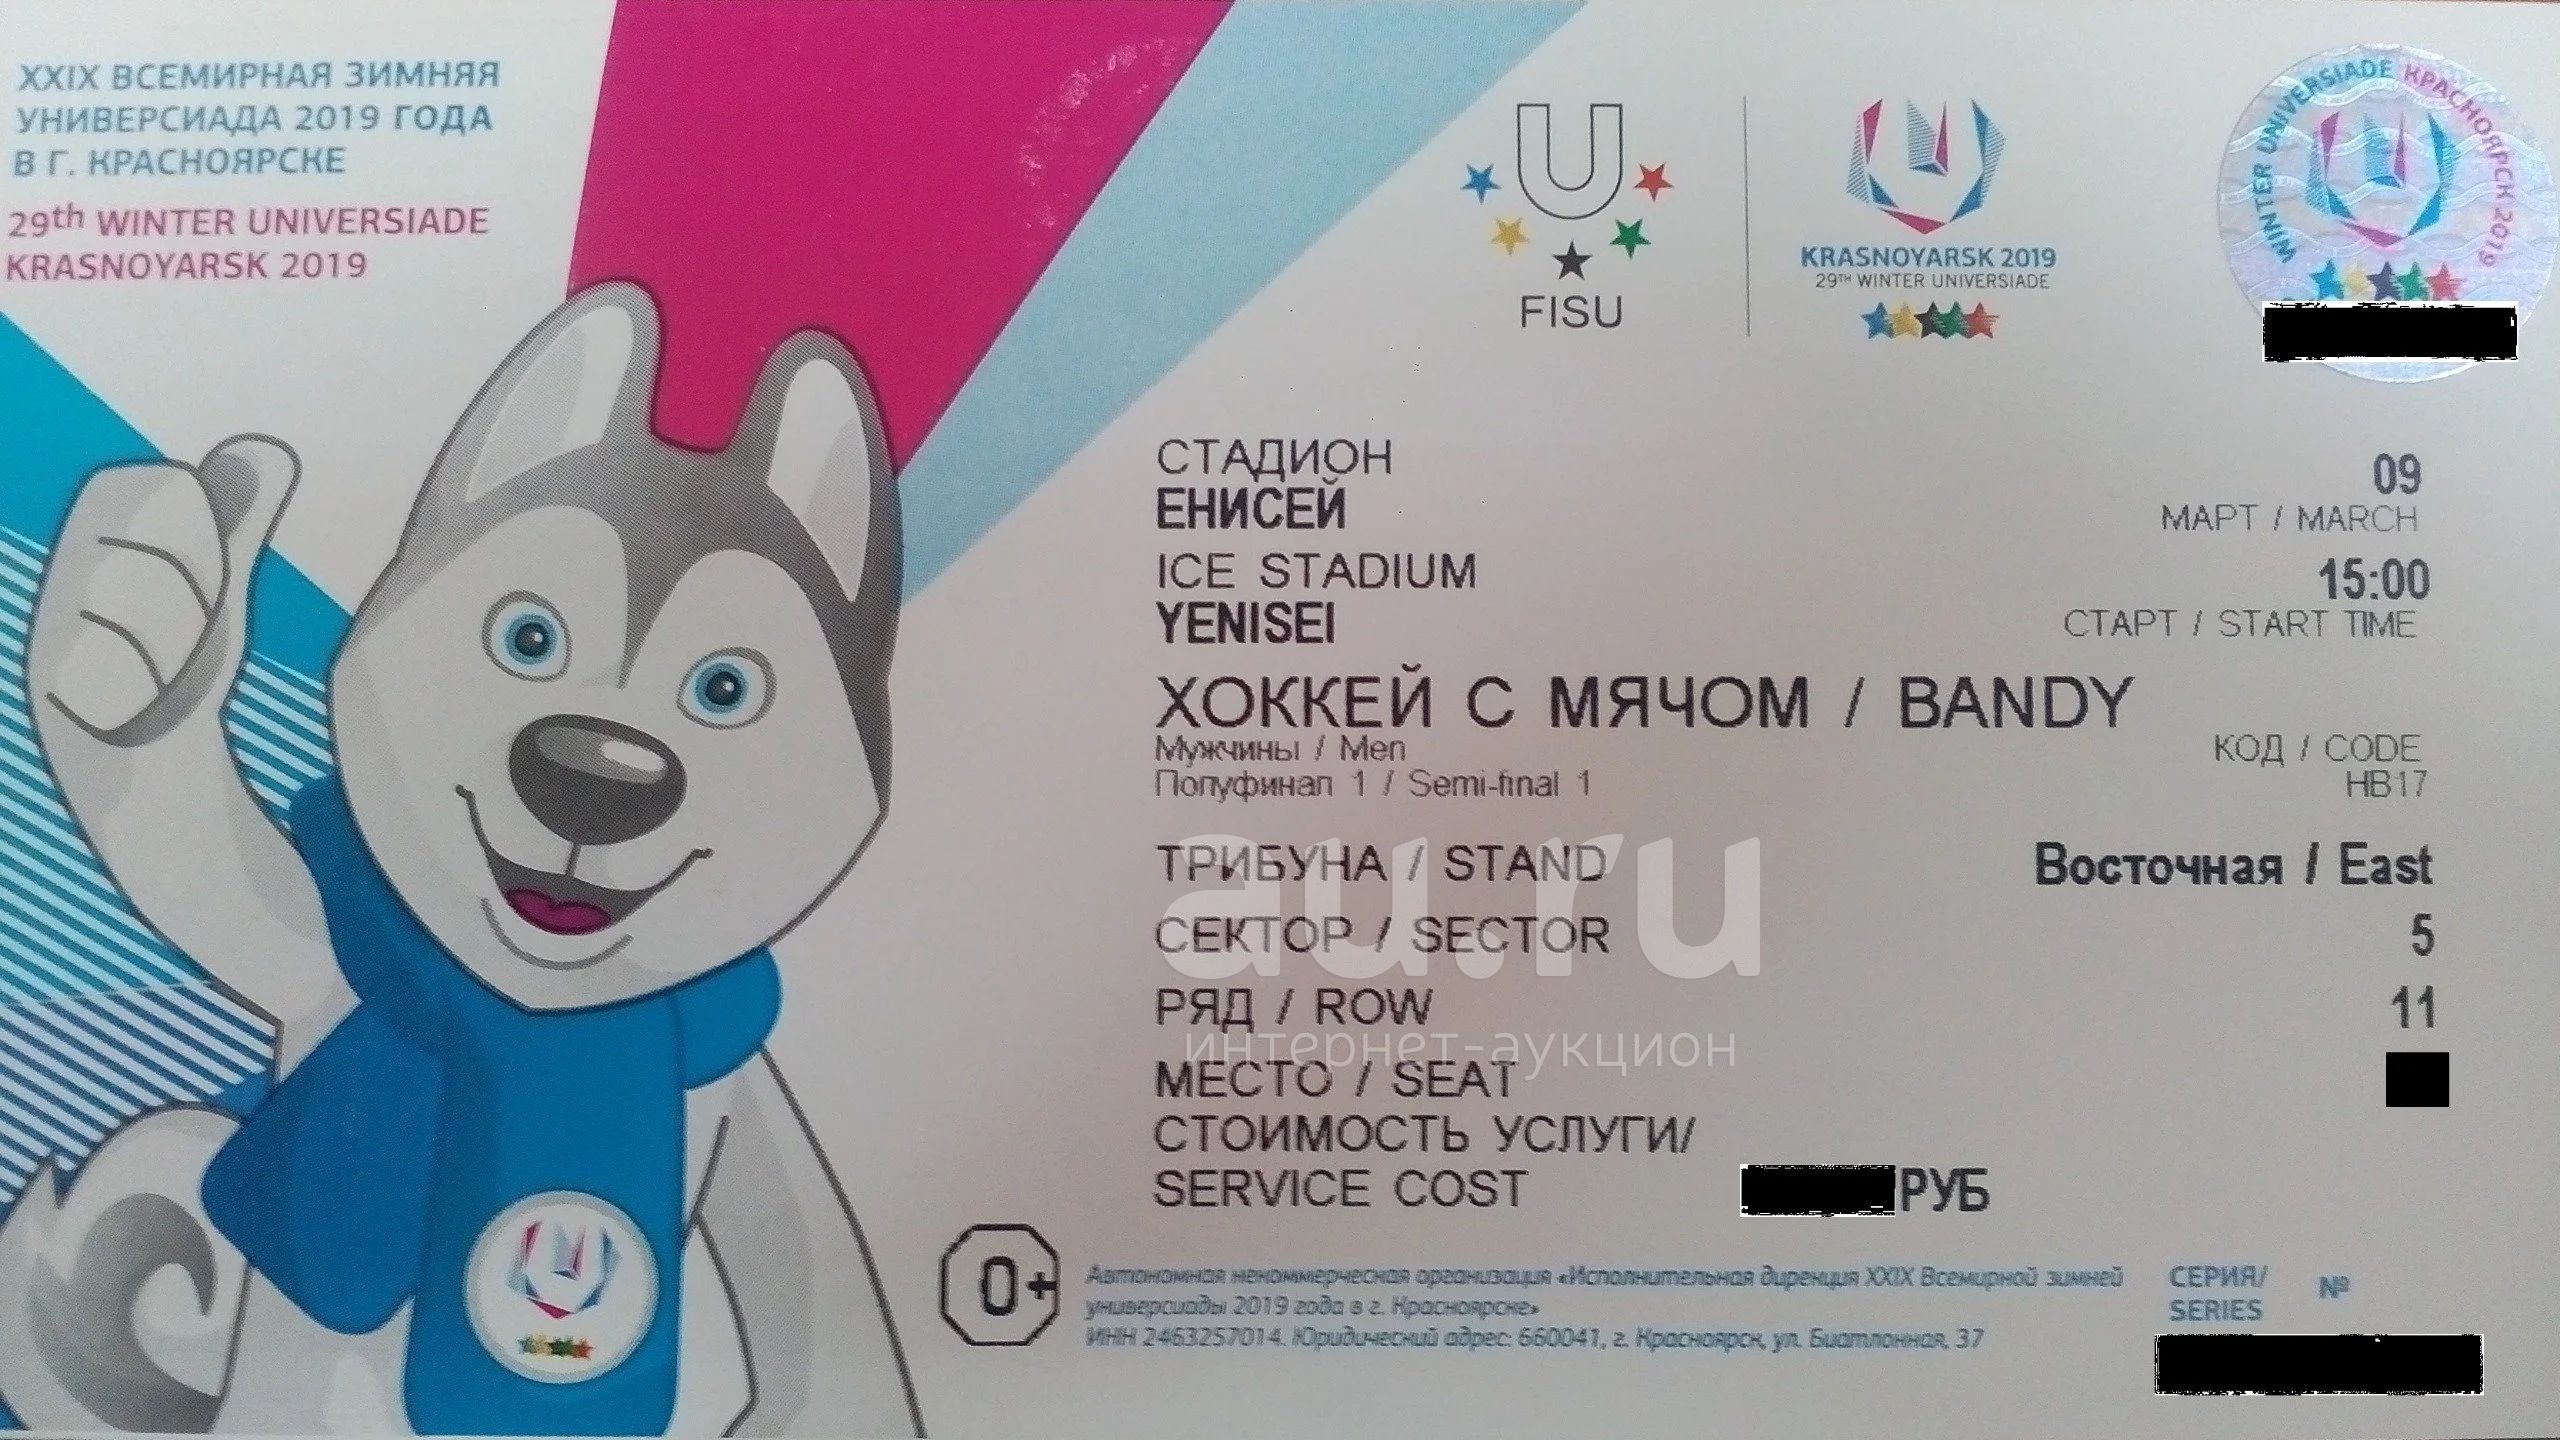 XXIX ВСЕМИРНАЯ ЗИМНЯЯ
УНИВЕРСИАДА 2019 ГОДА
В Г. КРАСНОЯРСКЕ
29th WINTER UNIVERSIADE
KRASNOYARSK 2019
FISU
KRASNOYARSK 2019
29TH WINTER UNIVERSIADE
WINTER UNIVERSIADE КРАСНОЯРСК 2019
СТАДИОН
ЕНИСЕЙ
ICE STADIUM
YENISEI
09
МАРТ / MARCH
15:00
СТАРТ / START TIME
ХОККЕЙ С МЯЧОМ / BANDY
Мужчины / Men
Полуфинал 1 / Semi-final 1
КОД / CODE
HB17
ТРИБУНА / STAND Восточная / East
СЕКТОР / SECTOR 5
РЯД / ROW 11
МЕСТО / SEAT
СТОИМОСТЬ УСЛУГИ/
SERVICE COST РУБ
au.ru
интернет-аукцион
0+
Автономная некоммерческая организация «Исполнительная дирекция XXIX Всемирной зимней
универсиады 2019 года в г. Красноярске»
ИНН 2463257014. Юридический адрес: 660041, г. Красноярск, ул. Биатлонная, 37
СЕРИЯ/ №
SERIES